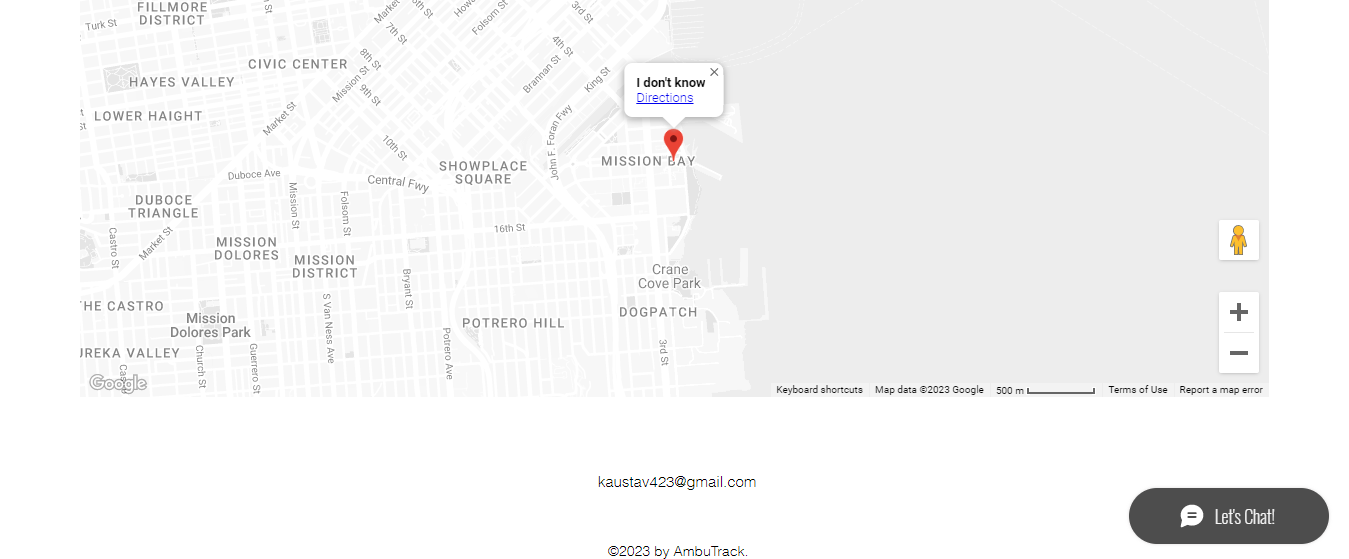 FILLMORE
DISTRICT
Turk St
Howard
Folsom St
3rd St
7th St
4th St
8th St
CIVIC CENTER
Mission St
Brannan St
King St
HAYES VALLEY
9th St
I don't know
Directions
LOWER HAIGHT
Market St
John F. Foran Fwy
10th St
MISSION BAY
SHOWPLACE
SQUARE
Duboce Ave
Central Fwy
Mission St
Folsom St
DUBOCE
TRIANGLE
16th St
Castro St
Market St
MISSION
DOLORES
MISSION
DISTRICT
Bryant St
Crane
Cove Park
THE CASTRO
S Van Ness Ave
Mission
Dolores Park
POTRERO HILL
DOGPATCH
UREKA VALLEY
Church St
Guerrero St
Potrero Ave
3rd St
Google
Keyboard shortcuts Map data ©2023 Google 500 m Terms of Use Report a map error
kaustav423@gmail.com
Let's Chat!
©2023 by AmbuTrack.